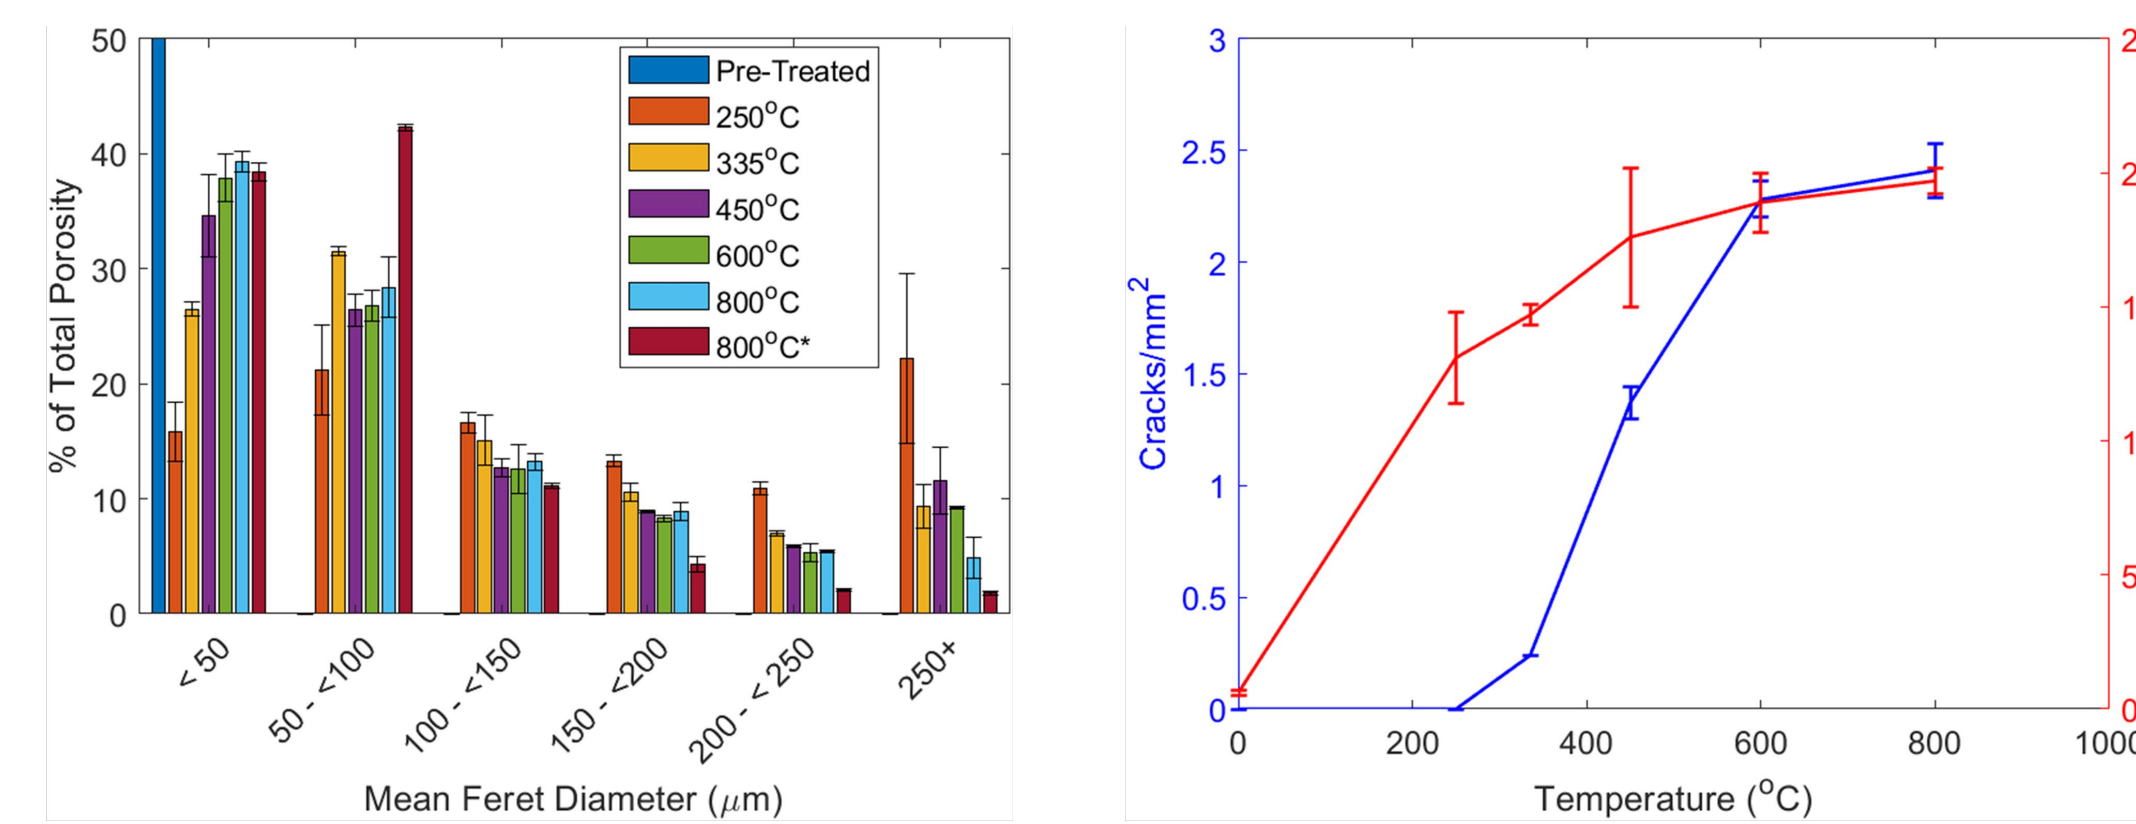 50
40
30
20
10
0
% of Total Porosity
Pre-Treated
250°C
335°C
450°C
600°C
800°C
800°C*
< 50
50 - <100
100 - <150
150 - <200
200 - < 250
250+
Mean Feret Diameter (μm)
3
2.5
2
1.5
1
0.5
0
Cracks/mm²
0
200
400
600
800
Temperature (°C)